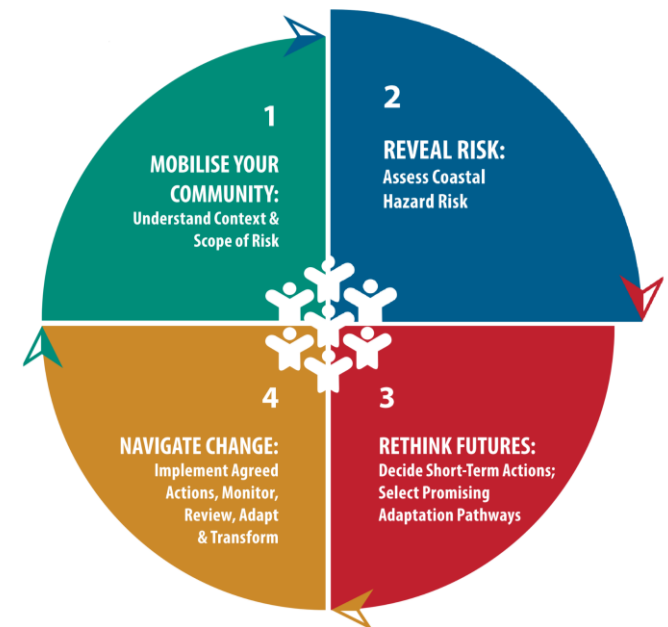 1
MOBILISE YOUR
COMMUNITY:
Understand Context &
Scope of Risk
2
REVEAL RISK:
Assess Coastal
Hazard Risk
3
RETHINK FUTURES:
Decide Short-Term Actions;
Select Promising
Adaptation Pathways
4
NAVIGATE CHANGE:
Implement Agreed
Actions, Monitor,
Review, Adapt
& Transform